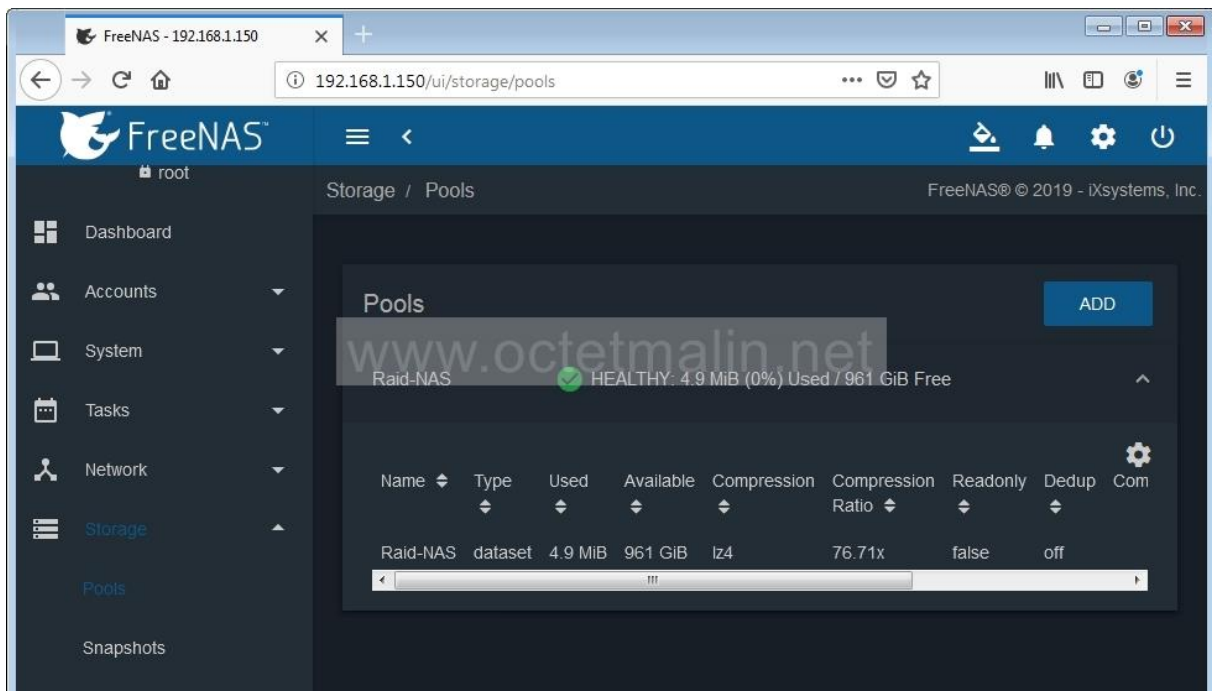 FreeNAS - 192.168.1.150
192.168.1.150/ui/storage/pools
FreeNAS™
root
Storage / Pools
FreeNAS® © 2019 - iXsystems, Inc.
Dashboard
Accounts
System
Tasks
Network
Storage
Pools
Snapshots
Pools
ADD
www.octetmalin.net
Raid-NAS HEALTHY: 4.9 MiB (0%) Used / 961 GiB Free
Name Type Used Available Compression Compression Ratio Readonly Dedup Com
Raid-NAS dataset 4.9 MiB 961 GiB lz4 76.71x false off